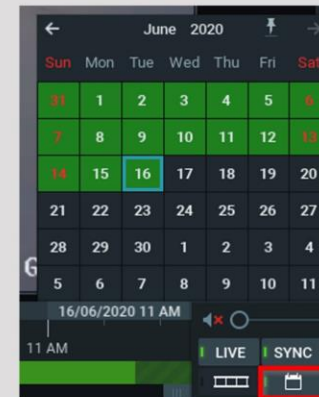 June 2020
Sun Mon Tue Wed Thu Fri Sat
31 1 2 3 4 5 6
7 8 9 10 11 12 13
14 15 16 17 18 19 20
21 22 23 24 25 26 27
28 29 30 1 2 3 4
G
5 6 7 8 9 10 11
16/06/2020 11 AM
11 AM
LIVE SYNC